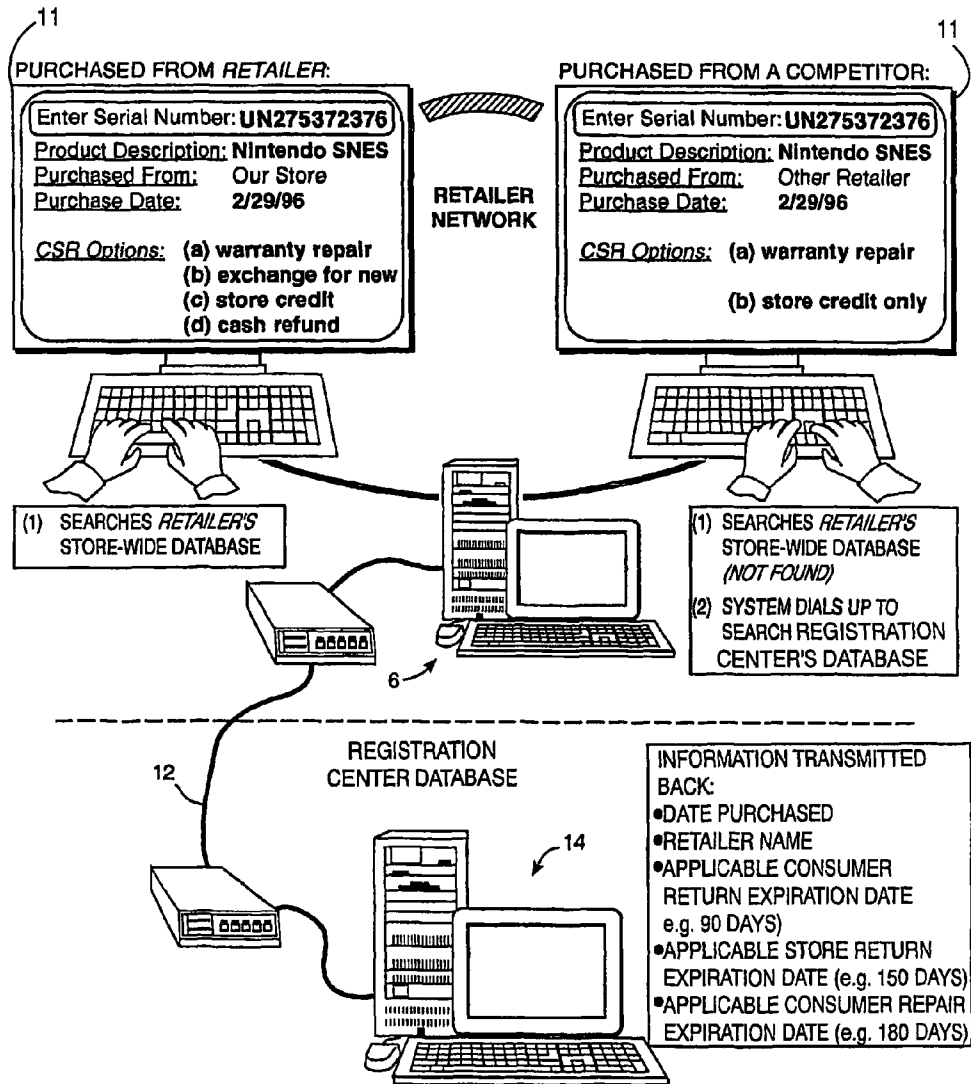 11
11
PURCHASED FROM RETAILER:
Enter Serial Number: UN275372376
Product Description: Nintendo SNES
Purchased From: Our Store
Purchase Date: 2/29/96
CSR Options: (a) warranty repair
(b) exchange for new
(c) store credit
(d) cash refund
RETAILER
NETWORK
PURCHASED FROM A COMPETITOR:
Enter Serial Number: UN275372376
Product Description: Nintendo SNES
Purchased From: Other Retailer
Purchase Date: 2/29/96
CSR Options: (a) warranty repair
(b) store credit only
(1) SEARCHES RETAILER'S
STORE-WIDE DATABASE
(1) SEARCHES RETAILER'S
STORE-WIDE DATABASE
(NOT FOUND)
(2) SYSTEM DIALS UP TO
SEARCH REGISTRATION
CENTER'S DATABASE
6
REGISTRATION
CENTER DATABASE
12
14
INFORMATION TRANSMITTED
BACK:
•DATE PURCHASED
•RETAILER NAME
•APPLICABLE CONSUMER
RETURN EXPIRATION DATE
e.g. 90 DAYS)
•APPLICABLE STORE RETURN
EXPIRATION DATE (e.g. 150 DAYS)
•APPLICABLE CONSUMER REPAIR
EXPIRATION DATE (e.g. 180 DAYS)